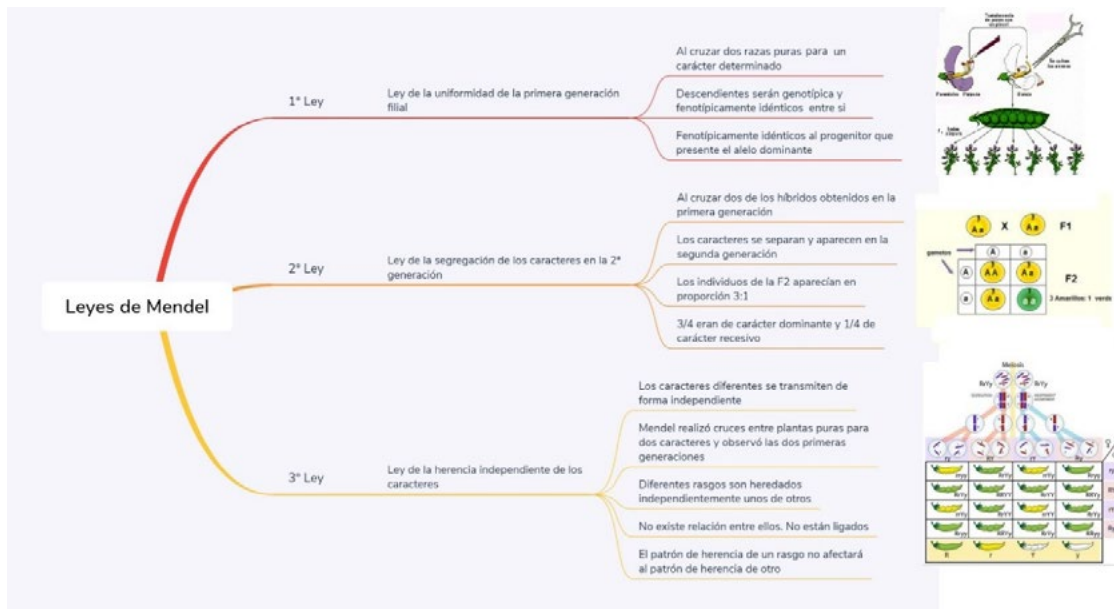 Leyes de Mendel
1° Ley
Ley de la uniformidad de la primera generación
filial
Al cruzar dos razas puras para un
carácter determinado
Descendientes serán genotípica y
fenotípicamente idénticos entre si
Fenotípicamente idénticos al progenitor que
presente el alelo dominante
2° Ley
Ley de la segregación de los caracteres en la 2ª
generación
Al cruzar dos de los híbridos obtenidos en la
primera generación
Los caracteres se separan y aparecen en la
segunda generación
Los individuos de la F2 aparecían en
proporción 3:1
3/4 eran de carácter dominante y 1/4 de
carácter recesivo
3° Ley
Ley de la herencia independiente de los
caracteres
Los caracteres diferentes se transmiten de
forma independiente
Mendel realizó cruces entre plantas puras para
dos caracteres y observó las dos primeras
generaciones
Diferentes rasgos son heredados
independientemente unos de otros
No existe relación entre ellos. No están ligados
El patrón de herencia de un rasgo no afectará
al patrón de herencia de otro
Aa X Aa F1
gametos
A a
A AA Aa
F2
a Aa
3 Amarillos: 1 verde
Meiosis
RrYy RrYy
R r Y y